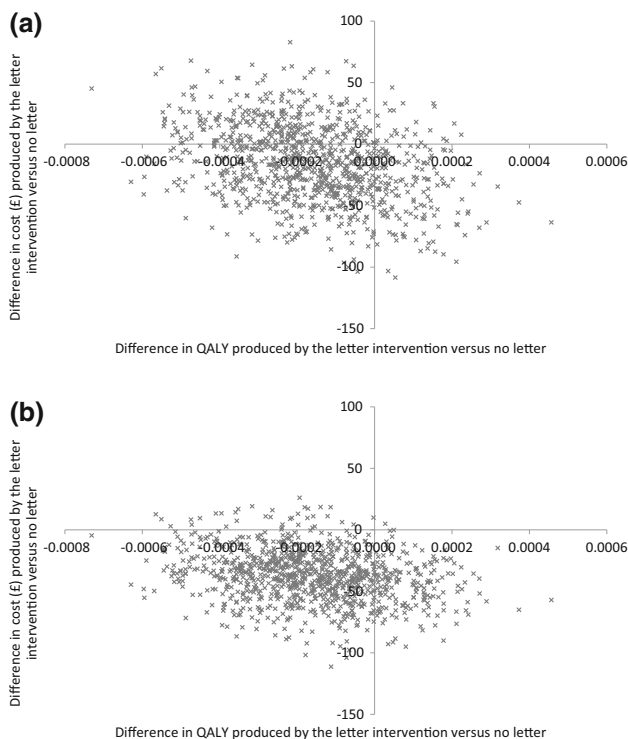 (a)
Difference in cost (£) produced by the letter
intervention versus no letter
100
50
0
-50
-100
-150
-0.0008 -0.0006 -0.0004 -0.0002 0.0000 0.0002 0.0004 0.0006
Difference in QALY produced by the letter intervention versus no letter
(b)
Difference in cost (£) produced by the letter
intervention versus no letter
100
50
0
-50
-100
-150
-0.0008 -0.0006 -0.0004 -0.0002 0.0000 0.0002 0.0004 0.0006
Difference in QALY produced by the letter intervention versus no letter